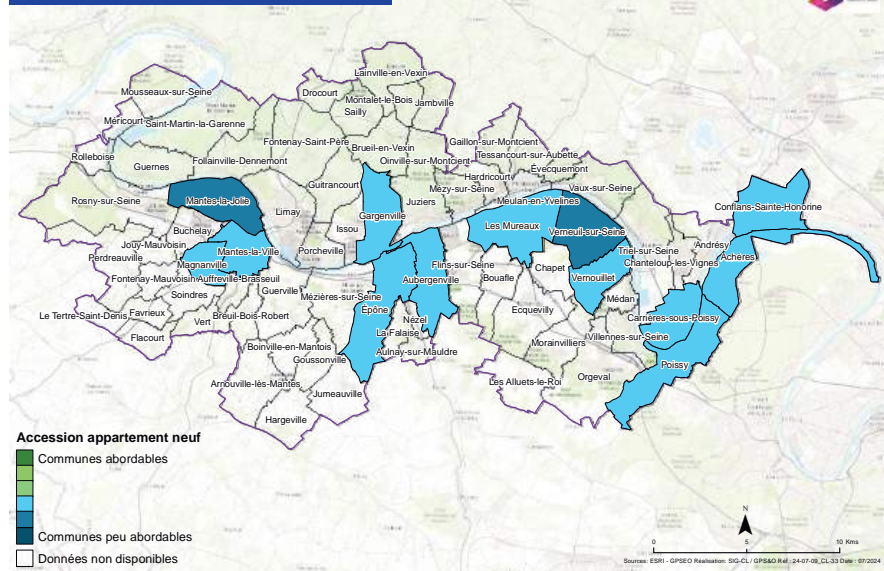 Lainville-en-Vexin
Mousseaux-sur-Seine
Drocourt
Montalet-le-Bois
Jambville
Sailly
Méricourt
Saint-Martin-la-Garenne
Fontenay-Saint-Père
Brueil-en-Vexin
Gaillon-sur-Montcient
Rolleboise
Guernes
Follainville-Dennemont
Oinville-sur-Montcient
Tessancourt-sur-Aubette
Évecquemont
Hardricourt
Guitrancourt
Mézy-sur-Seine
Vaux-sur-Seine
Rosny-sur-Seine
Mantes-la-Jolie
Limay
Gargenville
Juziers
Meulan-en-Yvelines
Conflans-Sainte-Honorine
Buchelay
Issou
Les Mureaux
Verneuil-sur-Seine
Jouy-Mauvoisin
Mantes-la-Ville
Porcheville
Triel-sur-Seine
Andrésy
Perdreauville
Magnanville
Flins-sur-Seine
Chapet
Chanteloup-les-Vignes
Achères
Fontenay-Mauvoisin
Auffreville-Brasseuil
Aubergenville
Bouafle
Vernouillet
Soindres
Guerville
Mézières-sur-Seine
Médan
Le Tertre-Saint-Denis
Favrieux
Vert
Breuil-Bois-Robert
Épône
Nézel
Ecquevilly
Carrières-sous-Poissy
Flacourt
La Falaise
Villennes-sur-Seine
Boinville-en-Mantois
Aulnay-sur-Mauldre
Morainvilliers
Goussonville
Poissy
Arnouville-lès-Mantes
Les Alluets-le-Roi
Orgeval
Jumeauville
Hargeville
Accession appartement neuf
Communes abordables
Communes peu abordables
Données non disponibles
N
0 5 10 Kms
Sources: ESRI - GPSEO Réalisation: SIG-CL / GPS&O Réf : 24-07-09_CL-33 Date : 07/2024